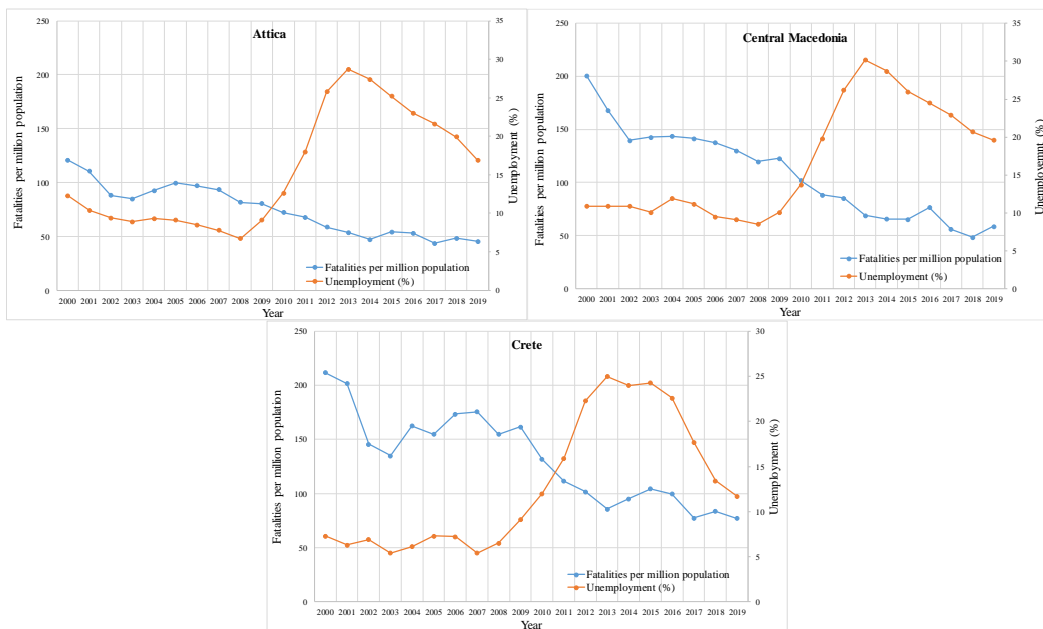 Attica
Fatalities per million population
250
200
150
100
50
0
Unemployment (%)
35
30
25
20
15
10
5
0
Fatalities per million population
Unemployment (%)
2000 2001 2002 2003 2004 2005 2006 2007 2008 2009 2010 2011 2012 2013 2014 2015 2016 2017 2018 2019
Year
Central Macedonia
Fatalities per million population
250
200
150
100
50
0
Unemployemnt (%)
35
30
25
20
15
10
5
0
Fatalities per million population
Unemployment (%)
2000 2001 2002 2003 2004 2005 2006 2007 2008 2009 2010 2011 2012 2013 2014 2015 2016 2017 2018 2019
Year
Crete
Fatalities per million population
250
200
150
100
50
0
Unemployment (%)
30
25
20
15
10
5
0
Fatalities per million population
Unemployment (%)
2000 2001 2002 2003 2004 2005 2006 2007 2008 2009 2010 2011 2012 2013 2014 2015 2016 2017 2018 2019
Year